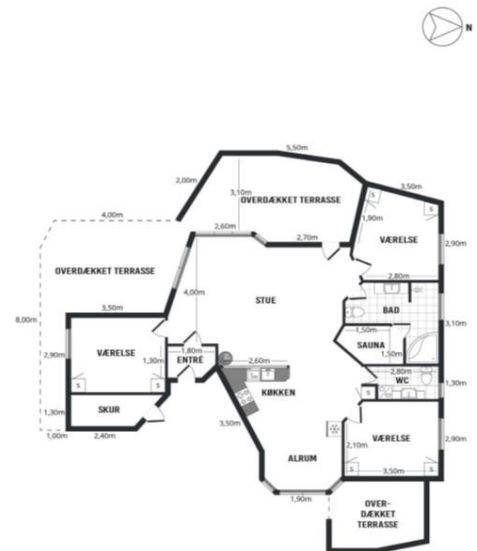 N
5,50m
2,00m
3,10m
OVERDÆKKET TERRASSE
3,50m
1,90m
VÆRELSE
2,90m
4,00m
2,60m
2,70m
OVERDÆKKET TERRASSE
2,80m
4,00m
STUE
BAD
3,50m
8,00m
3,10m
1,50m
SAUNA
1,50m
2,90m
VÆRELSE
1,30m
1,80m
ENTRÉ
2,60m
2,80m
WC
1,30m
KØKKEN
S
S
S
S
S
S
S
1,30m
SKUR
3,50m
2,10m
VÆRELSE
2,90m
1,00m
2,40m
ALRUM
3,50m
1,90m
OVER-
DÆKKET
TERRASSE